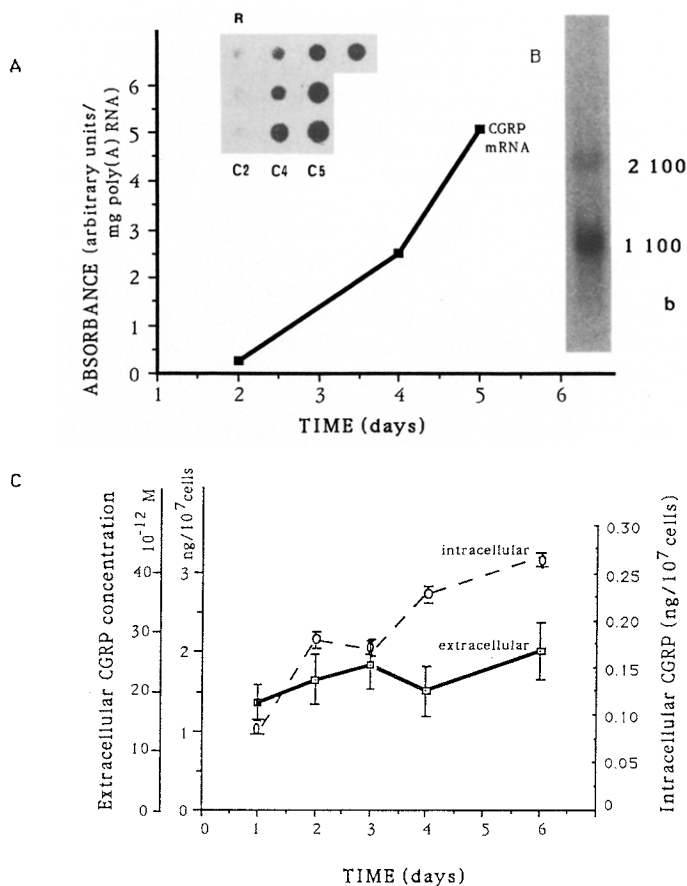 A
ABSORBANCE (arbitrary units/
mg poly(A) RNA)
6
5
4
3
2
1
0
R
C2 C4 C5
CGRP
mRNA
1 2 3 4 5 6
TIME (days)
B
2 100
1 100
b
C
Extracellular CGRP concentration
10-12 M
40
30
20
10
0
ng/10⁷cells
3
2
1
0
intracellular
extracellular
0.30
0.25
0.20
0.15
0.10
0.05
0
Intracellular CGRP (ng/10⁷ cells)
0 1 2 3 4 6
TIME (days)